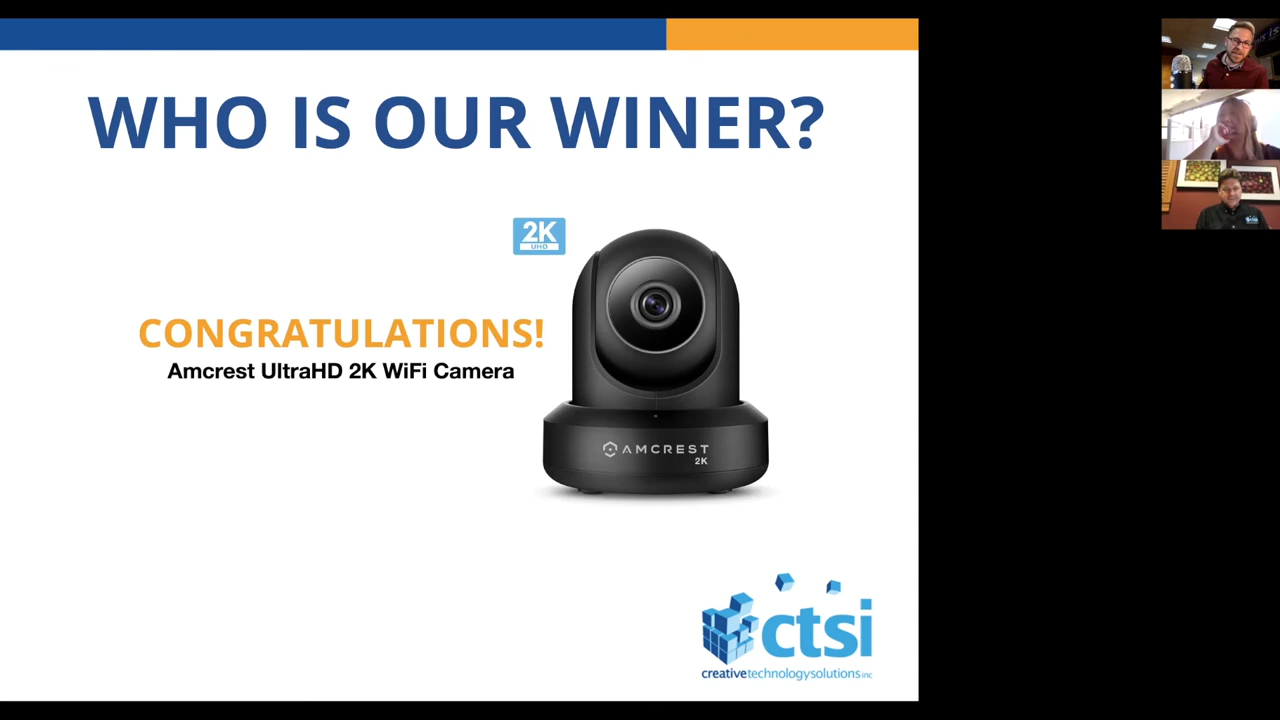 WHO IS OUR WINER?
2K
UHD
CONGRATULATIONS!
Amcrest UltraHD 2K WiFi Camera
AMCREST
2K
ctsi
creativetechnologysolutions inc